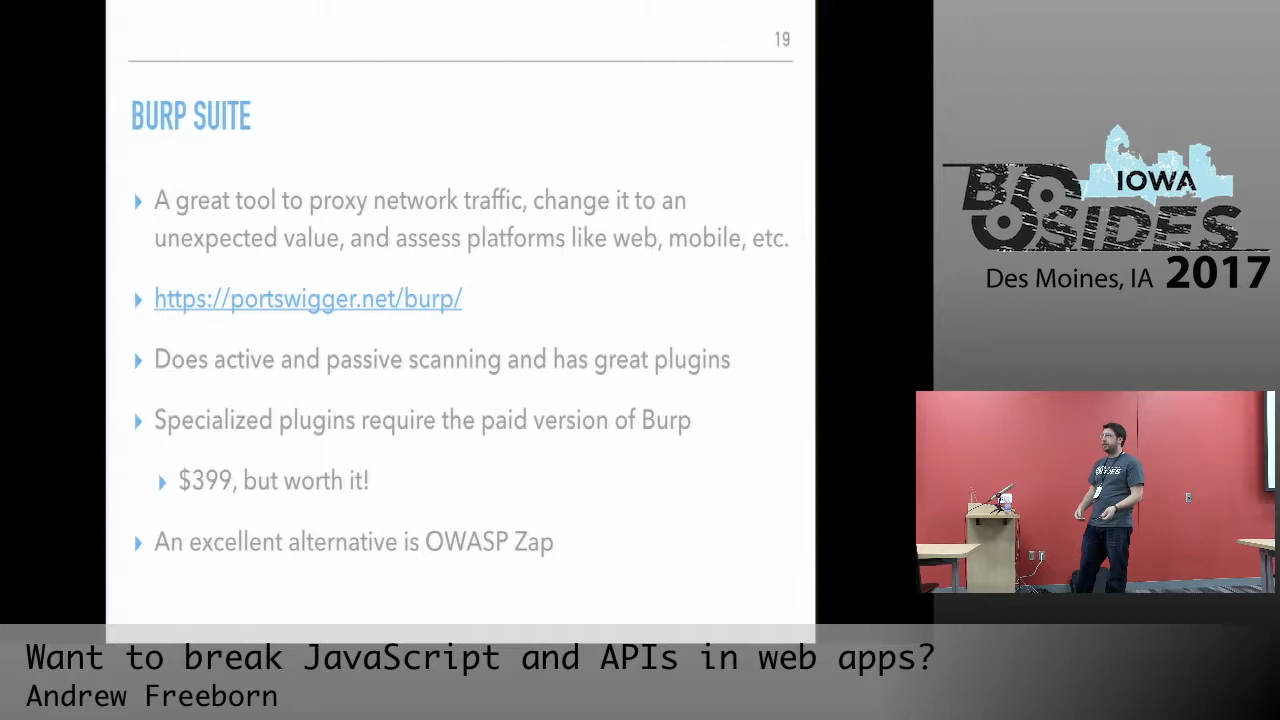 19
BURP SUITE
A great tool to proxy network traffic, change it to an
unexpected value, and assess platforms like web, mobile, etc.
https://portswigger.net/burp/
Does active and passive scanning and has great plugins
Specialized plugins require the paid version of Burp
$399, but worth it!
An excellent alternative is OWASP Zap
IOWA
BSIDES
Des Moines, IA 2017
SIDES
Want to break JavaScript and APIs in web apps?
Andrew Freeborn